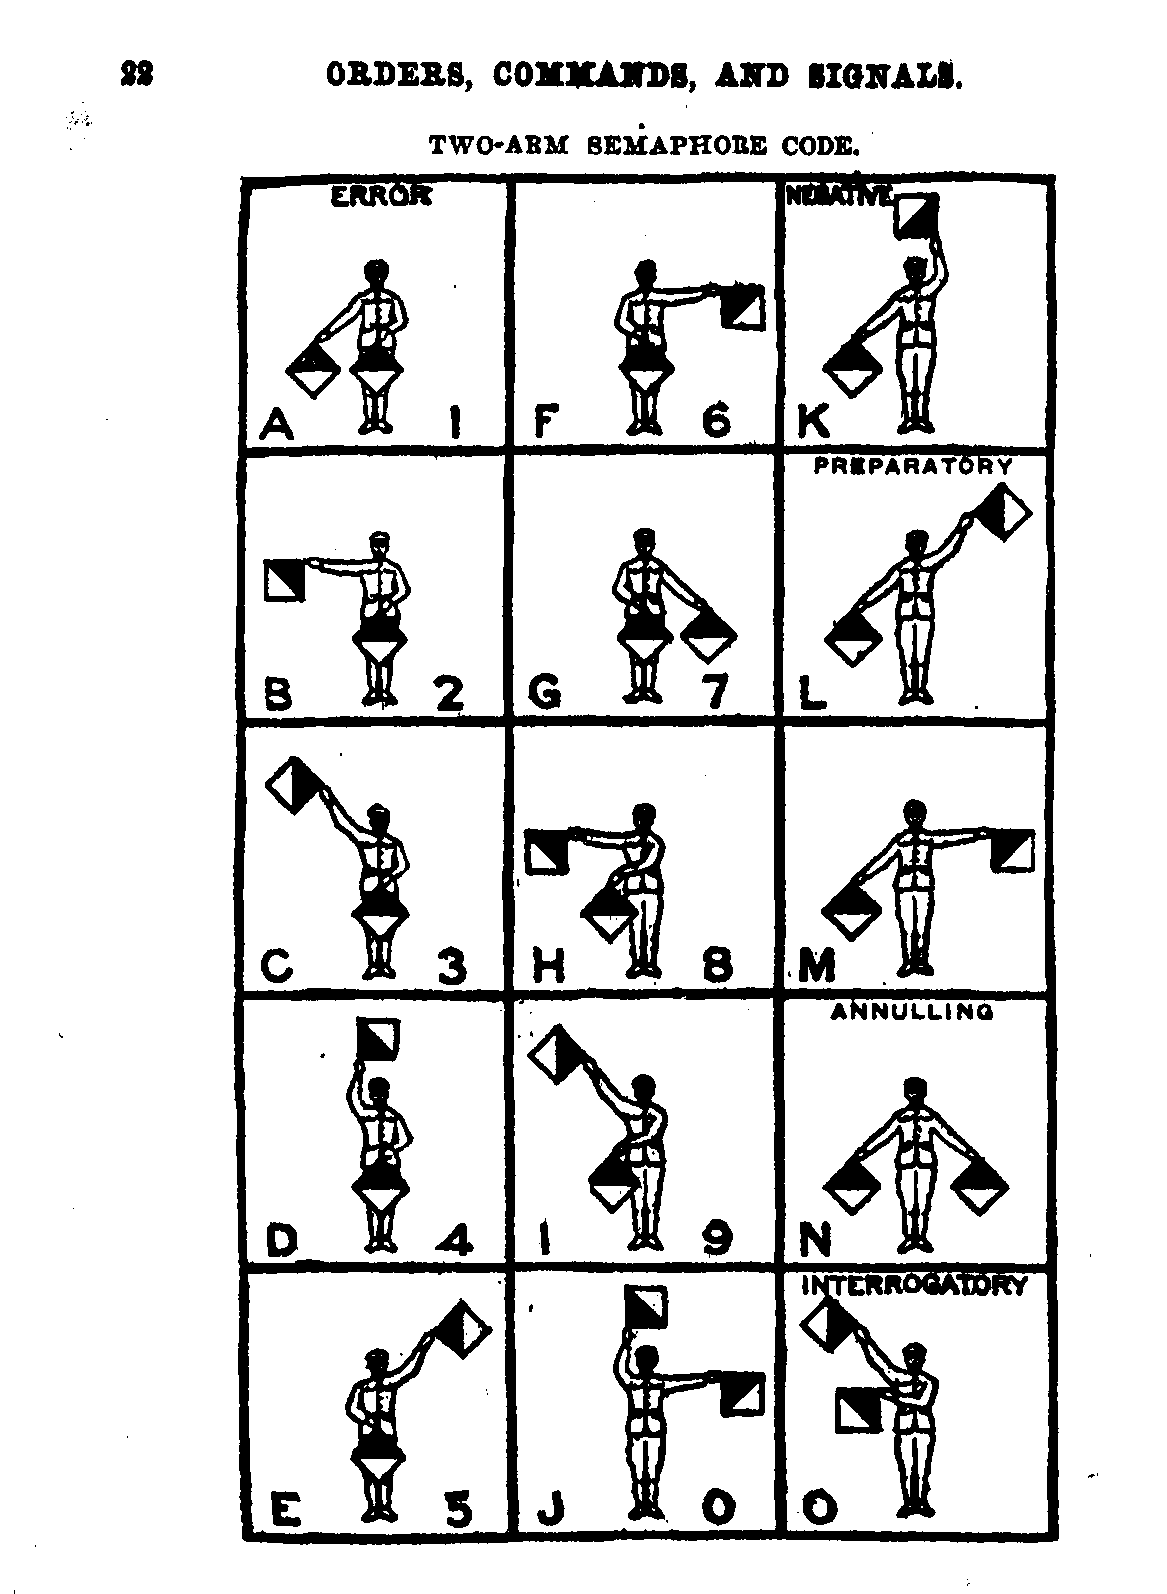 22 ORDERS, COMMANDS, AND SIGNALS.
TWO-ARM SEMAPHORE CODE.
ERROR
A 1
F 6
NEGATIVE
K
B 2
G 7
PREPARATORY
L
C 3
H 8
M
D 4
I 9
ANNULLING
N
E 5
J 0
INTERROGATORY
O